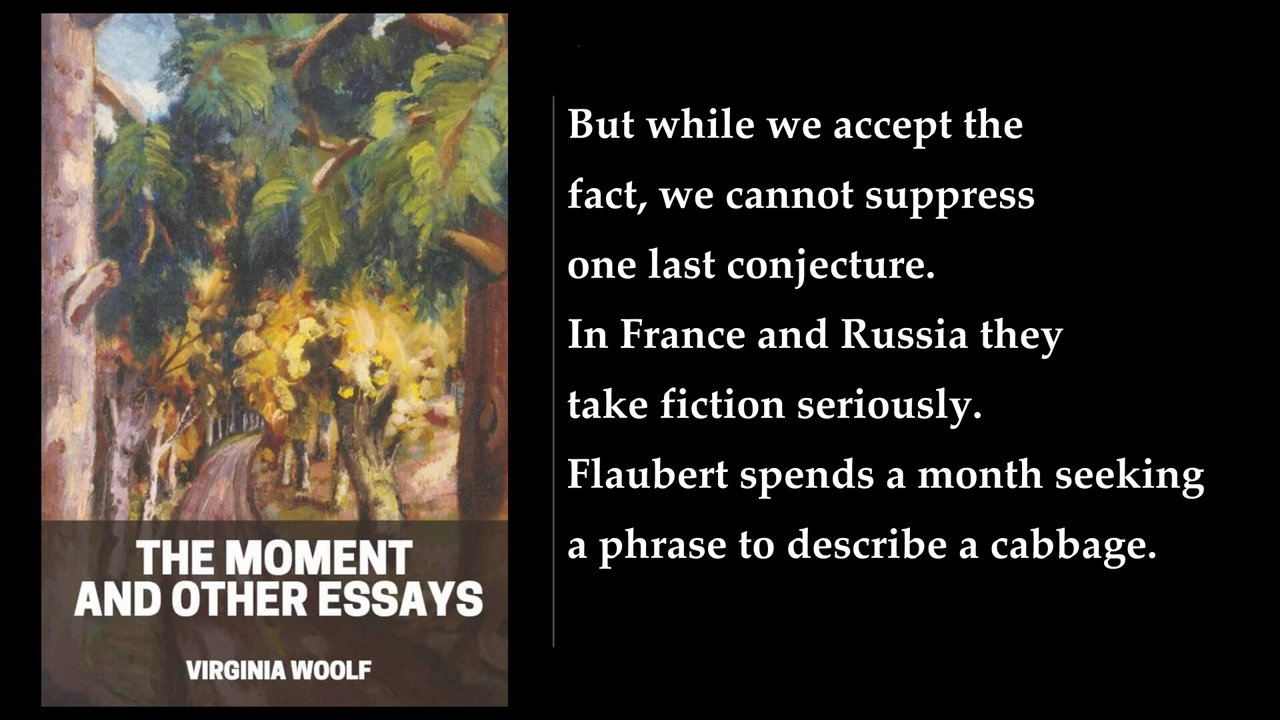 THE MOMENT
AND OTHER ESSAYS
VIRGINIA WOOLF
But while we accept the
fact, we cannot suppress
one last conjecture.
In France and Russia they
take fiction seriously.
Flaubert spends a month seeking
a phrase to describe a cabbage.